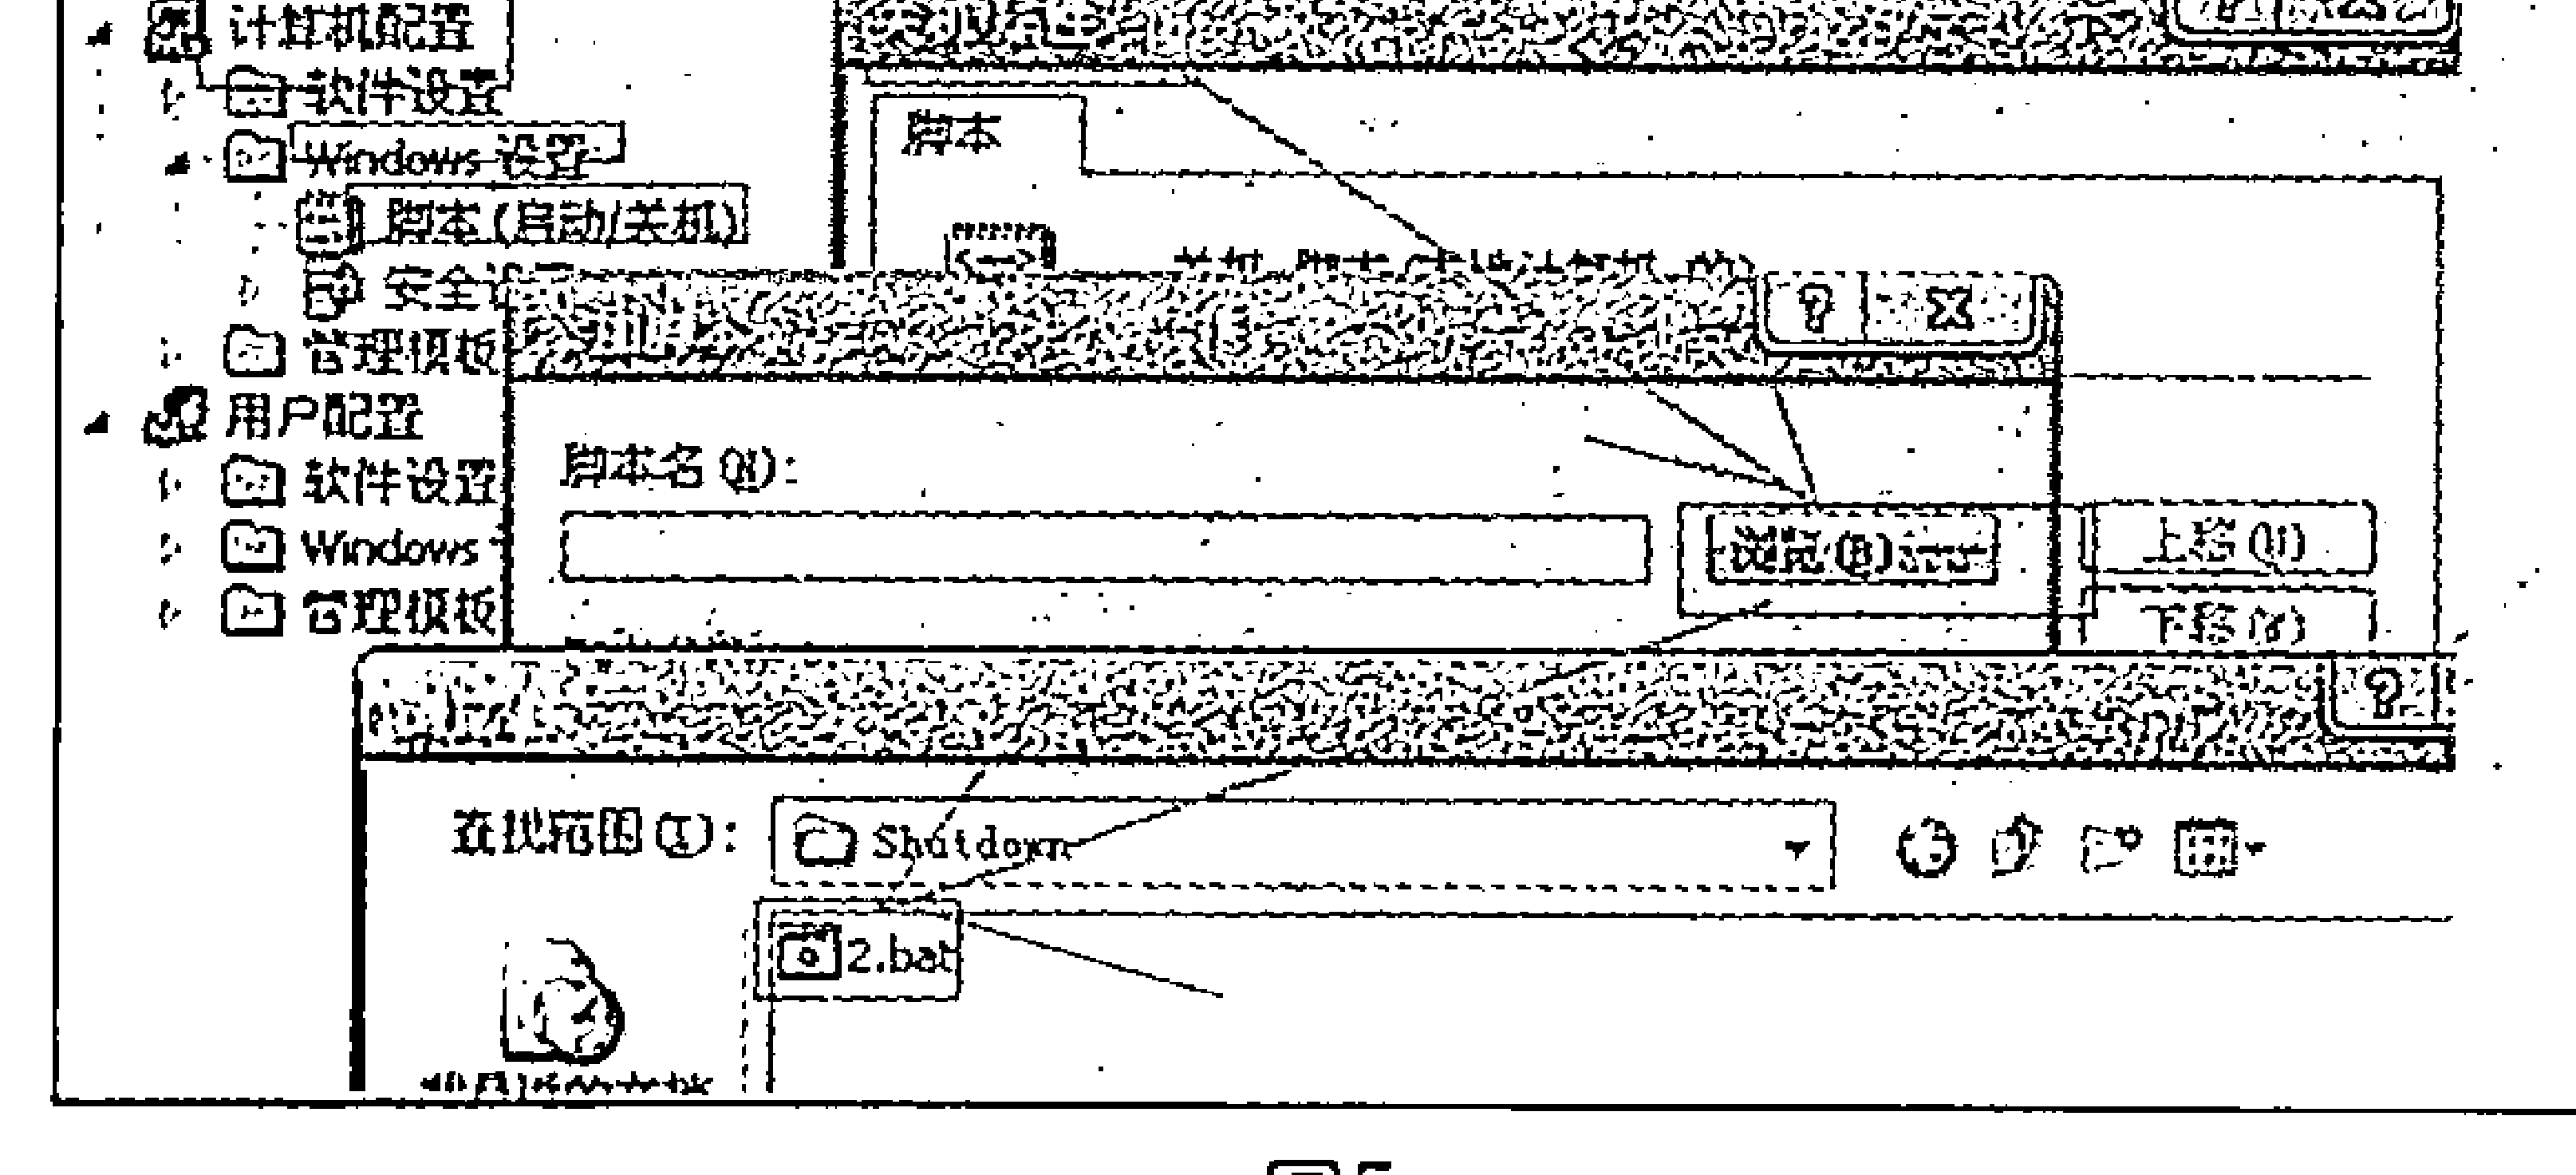 计算机配置
软件设置
Windows 设置
脚本(启动/关机)
安全
管理模板
用户配置
软件设置
Windows
管理模板
脚本
脚本名(N):
浏览(B)...
上移(U)
下移
查找范围(I):
Shutdown
2.bat